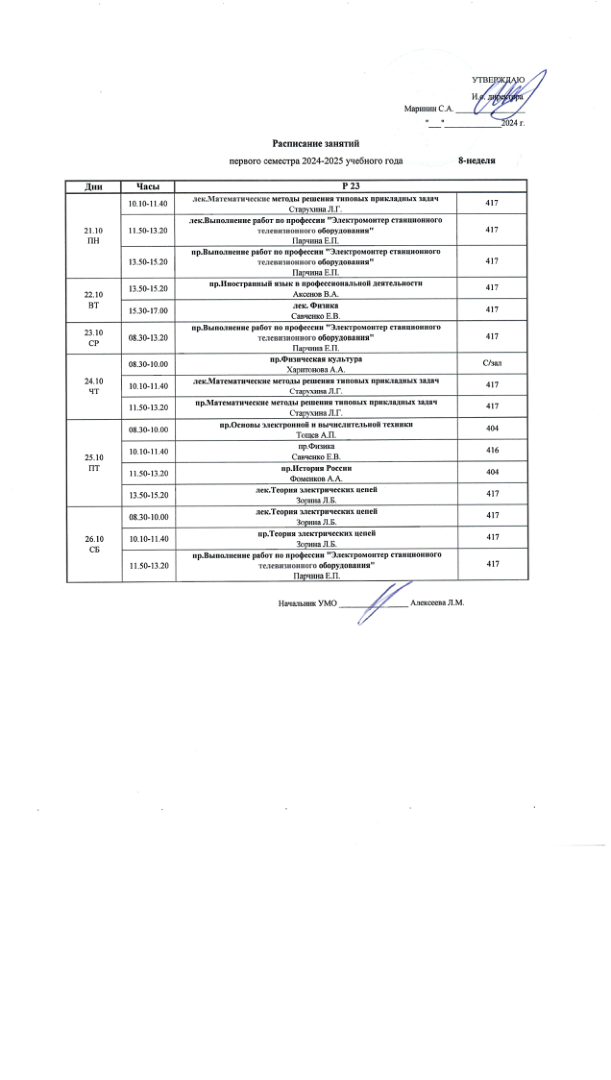 УТВЕРЖДАЮ
И.о. директора
Маринин С.А. ________________
"___"______________2024 г.
Расписание занятий
первого семестра 2024-2025 учебного года 8-неделя
Дни Часы Р 23
21.10
ПН
10.10-11.40 лек.Математические методы решения типовых прикладных задач
Старухина Л.Г. 417
11.50-13.20 лек.Выполнение работ по профессии "Электромонтер станционного
телевизионного оборудования"
Парчина Е.П. 417
13.50-15.20 пр.Выполнение работ по профессии "Электромонтер станционного
телевизионного оборудования"
Парчина Е.П. 417
22.10
ВТ
13.50-15.20 пр.Иностранный язык в профессиональной деятельности
Аксенов В.А. 417
15.30-17.00 лек. Физика
Савченко Е.В. 417
23.10
СР
08.30-13.20 пр.Выполнение работ по профессии "Электромонтер станционного
телевизионного оборудования"
Парчина Е.П. 417
24.10
ЧТ
08.30-10.00 пр.Физическая культура
Харитонова А.А. С/зал
10.10-11.40 лек.Математические методы решения типовых прикладных задач
Старухина Л.Г. 417
11.50-13.20 пр.Математические методы решения типовых прикладных задач
Старухина Л.Г. 417
25.10
ПТ
08.30-10.00 пр.Основы электронной и вычислительной техники
Тощев А.П. 404
10.10-11.40 пр.Физика
Савченко Е.В. 416
11.50-13.20 пр.История России
Фоменков А.А. 404
13.50-15.20 лек.Теория электрических цепей
Зорина Л.Б. 417
26.10
СБ
08.30-10.00 лек.Теория электрических цепей
Зорина Л.Б. 417
10.10-11.40 пр.Теория электрических цепей
Зорина Л.Б. 417
11.50-13.20 пр.Выполнение работ по профессии "Электромонтер станционного
телевизионного оборудования"
Парчина Е.П. 417
Начальник УМО ________________ Алексеева Л.М.